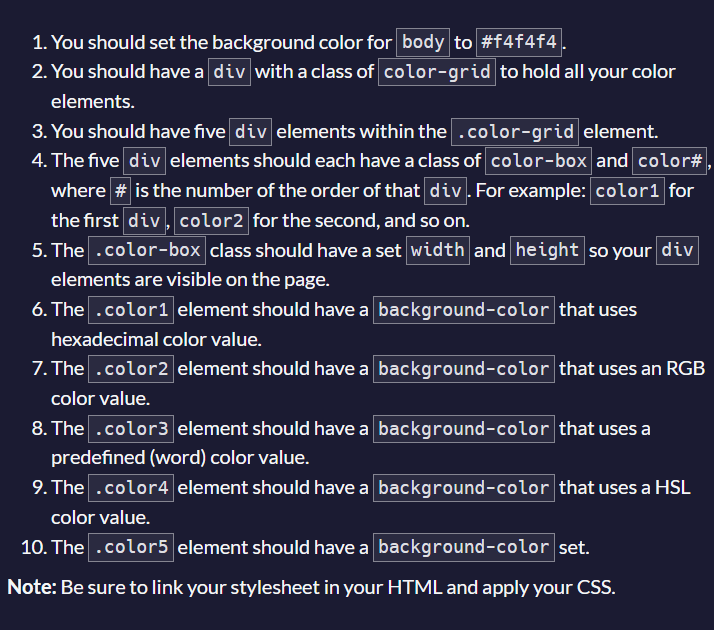 1. You should set the background color for body to #f4f4f4.
2. You should have a div with a class of color-grid to hold all your color
elements.
3. You should have five div elements within the .color-grid element.
4. The five div elements should each have a class of color-box and color#,
where # is the number of the order of that div. For example: color1 for
the first div, color2 for the second, and so on.
5. The .color-box class should have a set width and height so your div
elements are visible on the page.
6. The .color1 element should have a background-color that uses
hexadecimal color value.
7. The .color2 element should have a background-color that uses an RGB
color value.
8. The .color3 element should have a background-color that uses a
predefined (word) color value.
9. The .color4 element should have a background-color that uses a HSL
color value.
10. The .color5 element should have a background-color set.
Note: Be sure to link your stylesheet in your HTML and apply your CSS.